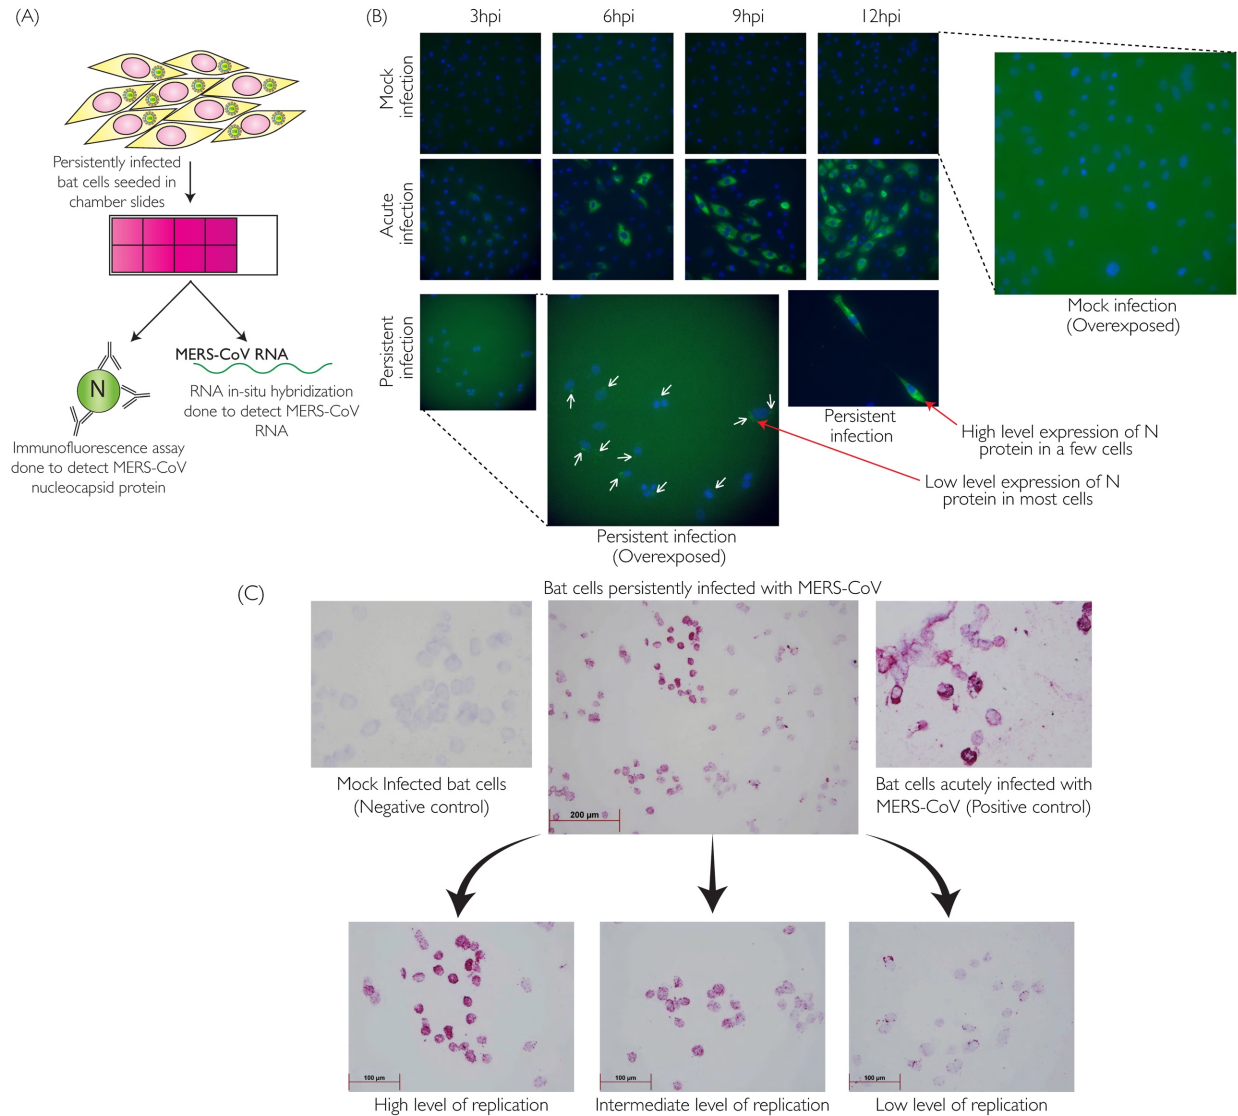 (A)
Persistently infected
bat cells seeded in
chamber slides
N
Immunofluorescence assay
done to detect MERS-CoV
nucleocapsid protein
MERS-CoV RNA
RNA in-situ hybridization
done to detect MERS-CoV
RNA
(B)
3hpi
6hpi
9hpi
12hpi
Mock
infection
Acute
infection
Persistent
infection
Mock infection
(Overexposed)
Persistent
infection
High level expression of N
protein in a few cells
Low level expression of N
protein in most cells
Persistent infection
(Overexposed)
(C)
Bat cells persistently infected with MERS-CoV
Mock Infected bat cells
(Negative control)
200 µm
Bat cells acutely infected with
MERS-CoV (Positive control)
100 µm
100 µm
100 µm
High level of replication
Intermediate level of replication
Low level of replication